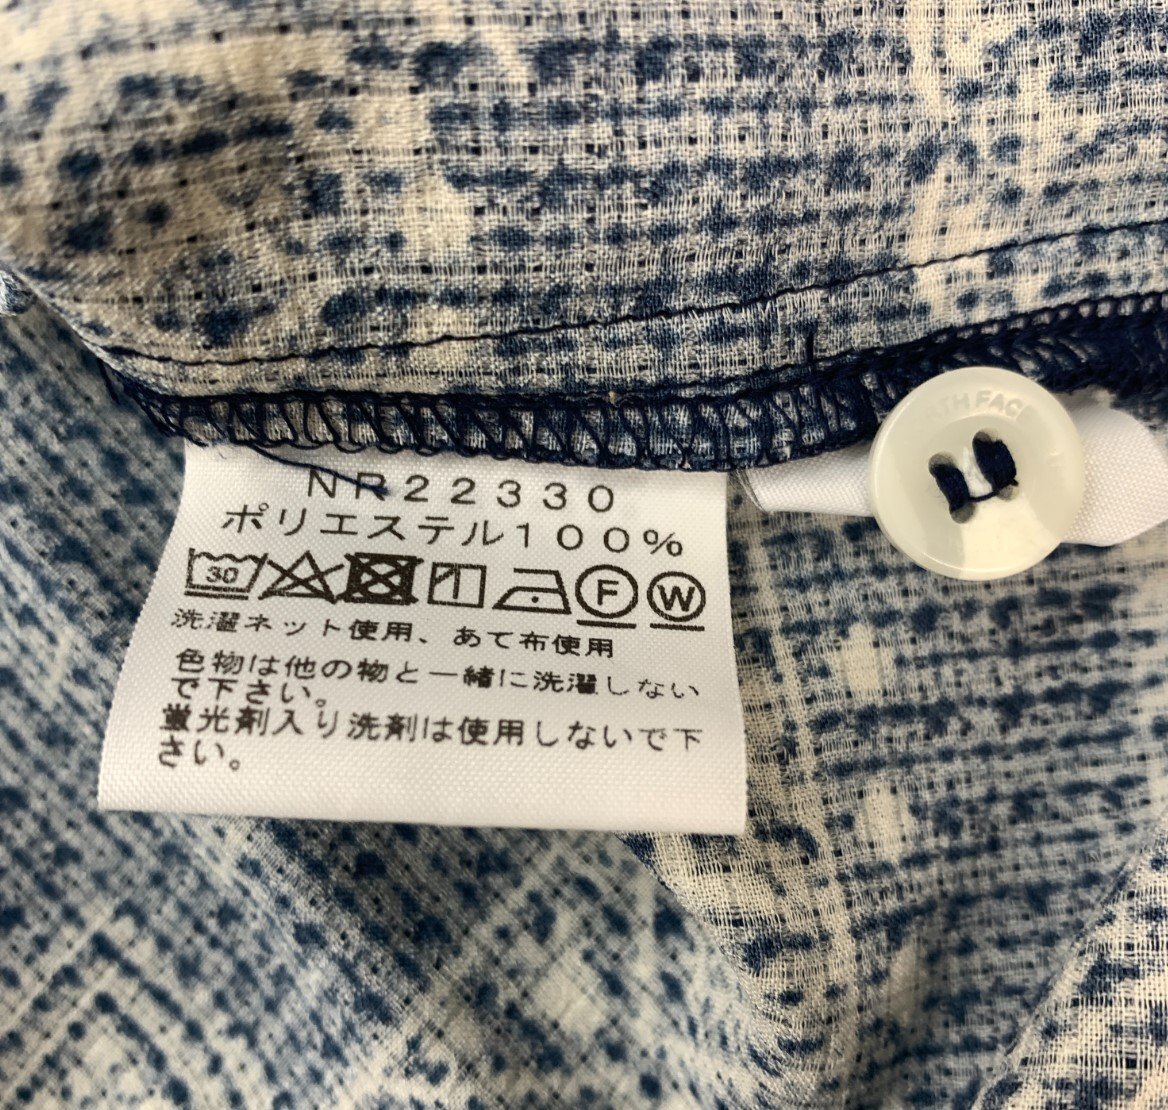 NR22330
ポリエステル100%
30
F W
洗濯ネット使用、あて布使用
色物は他の物と一緒に洗濯しない
で下さい。
蛍光剤入り洗剤は使用しないで下
さい。
TH FACE